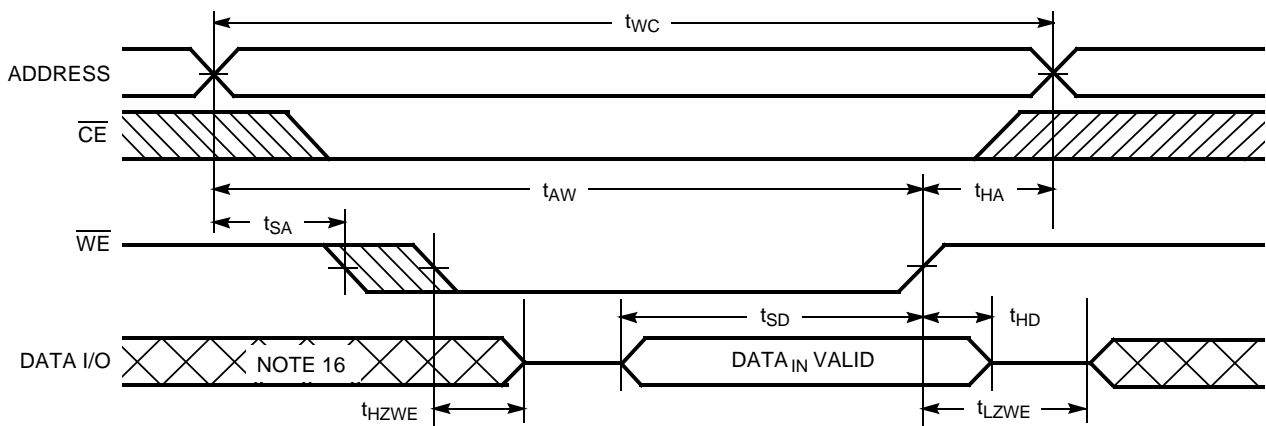 tWC
ADDRESS
CE
tAW
tHA
tSA
WE
tSD
tHD
DATA I/O
NOTE 16
DATAIN VALID
tHZWE
tLZWE